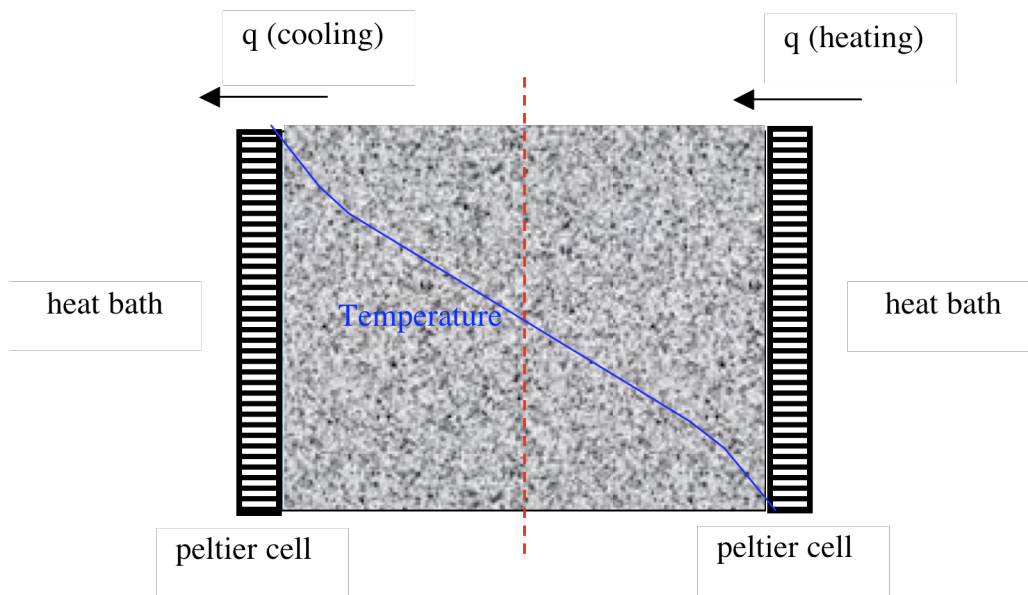 q (cooling)
q (heating)
heat bath
Temperature
heat bath
peltier cell
peltier cell